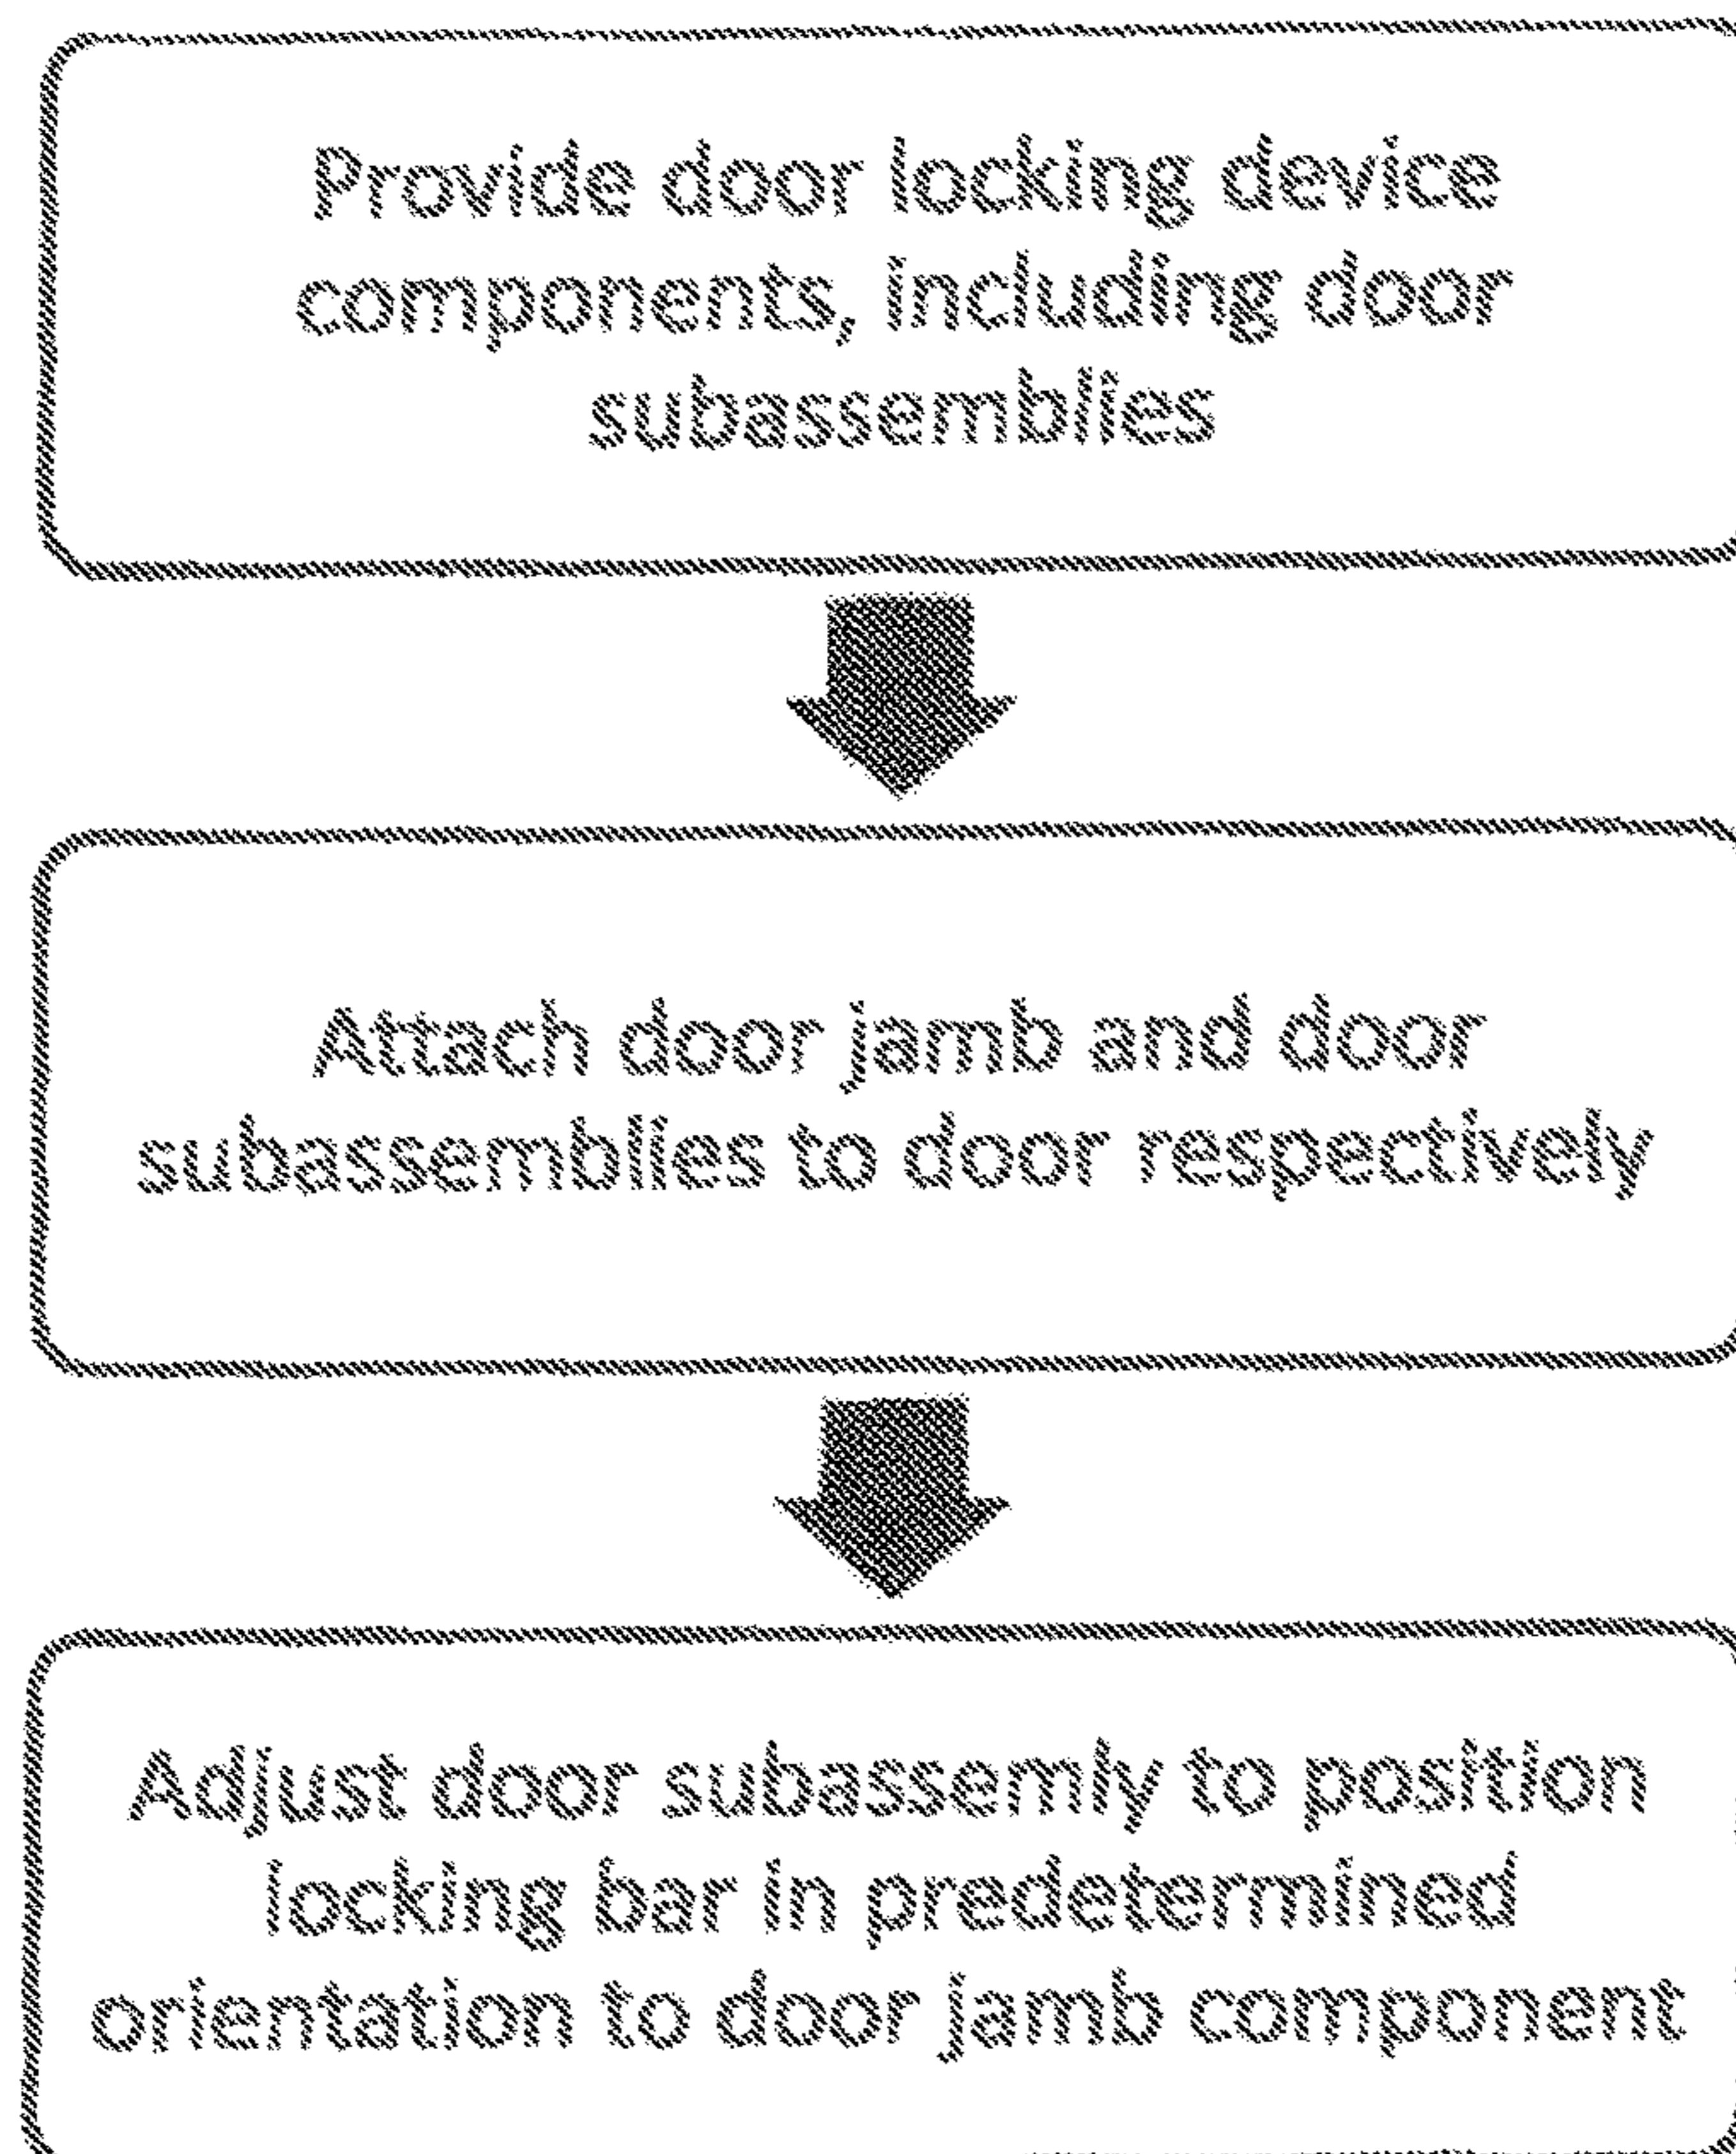 Provide door locking device
components, including door
subassemblies
Attach door jamb and door
subassemblies to door respectively
Adjust door subassemly to position
locking bar in predetermined
orientation to door jamb component